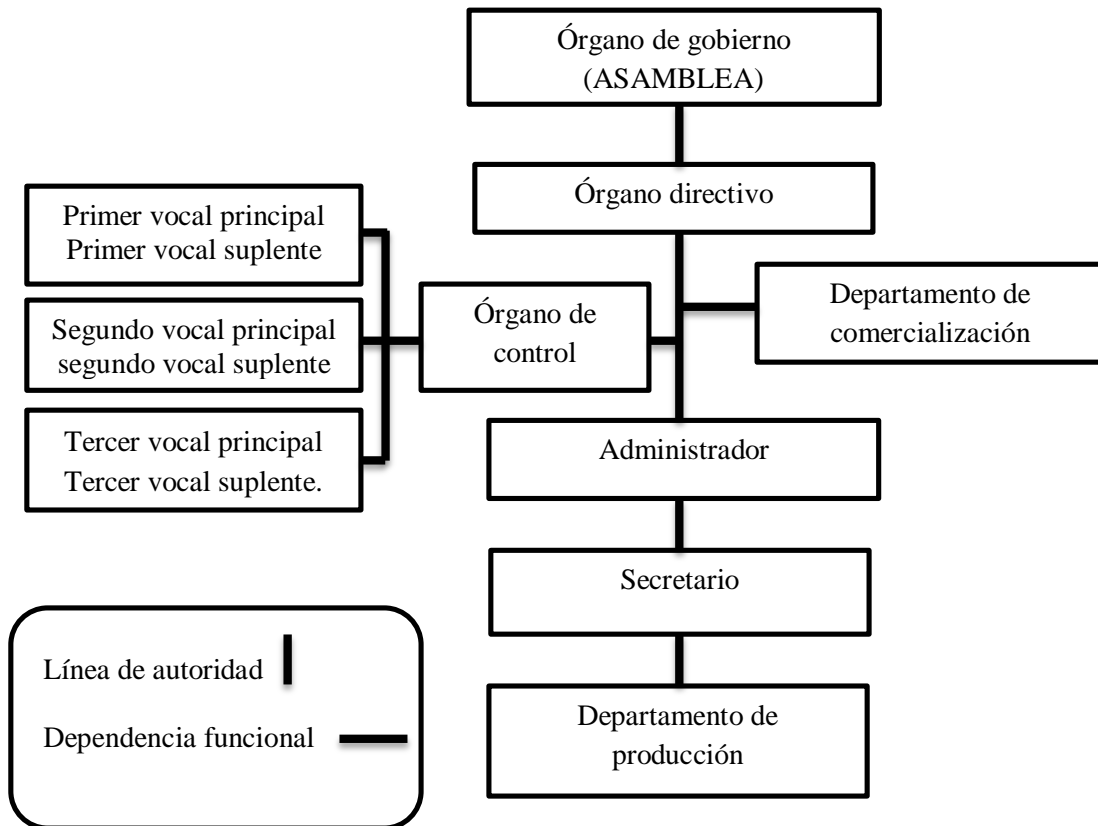 Órgano de gobierno
(ASAMBLEA)
Órgano directivo
Primer vocal principal
Primer vocal suplente
Segundo vocal principal
segundo vocal suplente
Tercer vocal principal
Tercer vocal suplente.
Órgano de
control
Departamento de
comercialización
Administrador
Secretario
Departamento de
producción
Línea de autoridad
Dependencia funcional